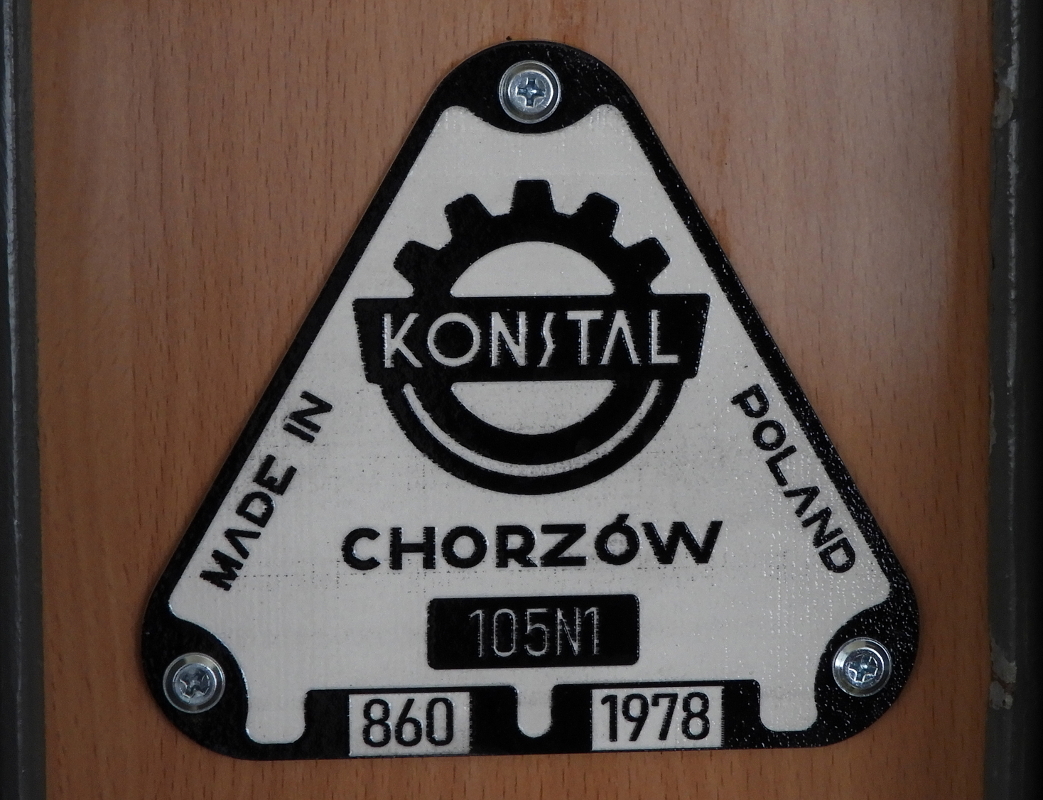 KONSTAL
MADE IN
POLAND
CHORZÓW
105N1
860
1978